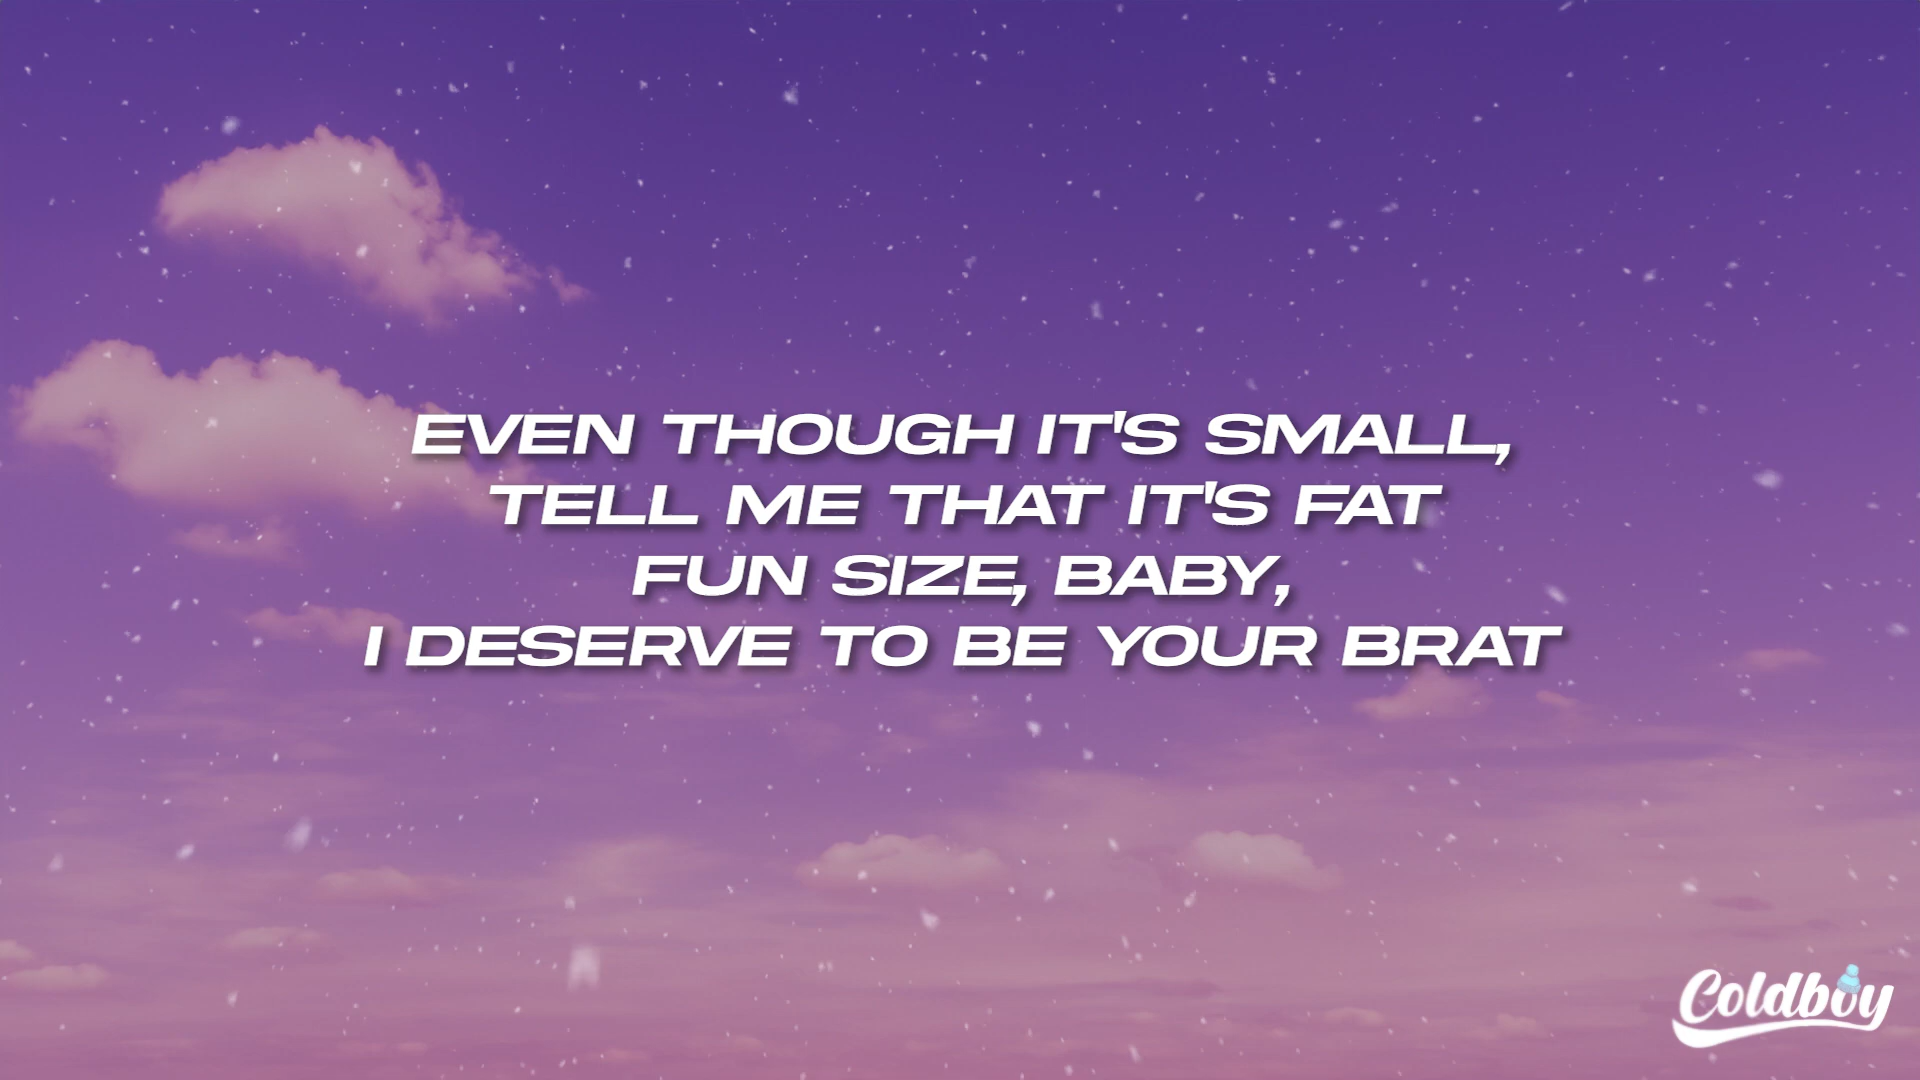 EVEN THOUGH IT'S SMALL,
TELL ME THAT IT'S FAT
FUN SIZE, BABY,
I DESERVE TO BE YOUR BRAT
Coldboy